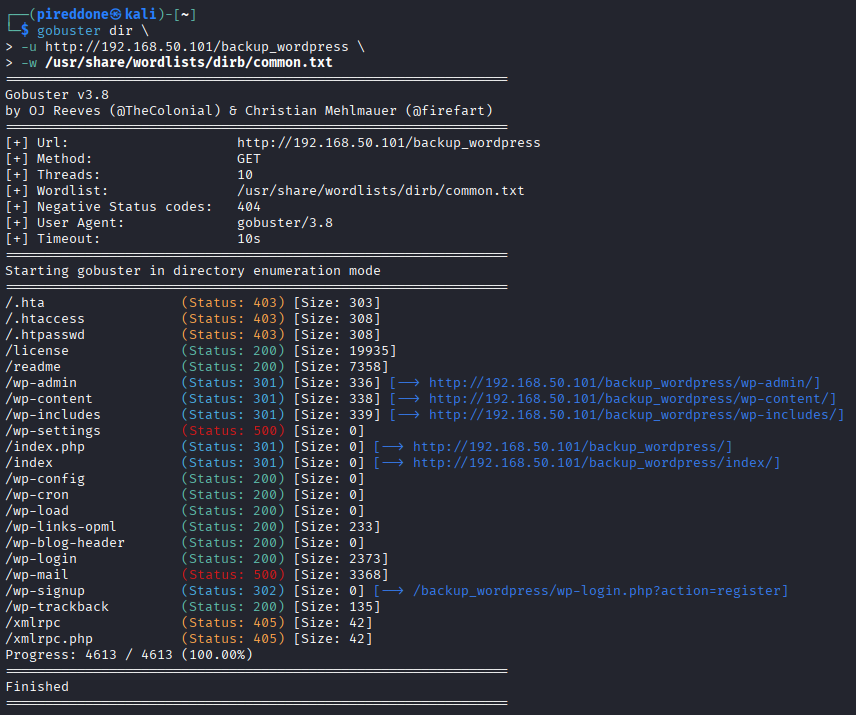 ┌──(pireddone㉿kali)-[~]
└─$ gobuster dir \
> -u http://192.168.50.101/backup_wordpress \
> -w /usr/share/wordlists/dirb/common.txt
===============================================================
Gobuster v3.8
by OJ Reeves (@TheColonial) & Christian Mehlmauer (@firefart)
===============================================================
[+] Url:                     http://192.168.50.101/backup_wordpress
[+] Method:                  GET
[+] Threads:                 10
[+] Wordlist:                /usr/share/wordlists/dirb/common.txt
[+] Negative Status codes:   404
[+] User Agent:              gobuster/3.8
[+] Timeout:                 10s
===============================================================
Starting gobuster in directory enumeration mode
===============================================================
/.hta                 (Status: 403) [Size: 303]
/.htaccess            (Status: 403) [Size: 308]
/.htpasswd            (Status: 403) [Size: 308]
/license              (Status: 200) [Size: 19935]
/readme               (Status: 200) [Size: 7358]
/wp-admin             (Status: 301) [Size: 336] [--> http://192.168.50.101/backup_wordpress/wp-admin/]
/wp-content           (Status: 301) [Size: 338] [--> http://192.168.50.101/backup_wordpress/wp-content/]
/wp-includes          (Status: 301) [Size: 339] [--> http://192.168.50.101/backup_wordpress/wp-includes/]
/wp-settings          (Status: 500) [Size: 0]
/index.php            (Status: 301) [Size: 0] [--> http://192.168.50.101/backup_wordpress/]
/index                (Status: 301) [Size: 0] [--> http://192.168.50.101/backup_wordpress/index/]
/wp-config            (Status: 200) [Size: 0]
/wp-cron              (Status: 200) [Size: 0]
/wp-load              (Status: 200) [Size: 0]
/wp-links-opml        (Status: 200) [Size: 233]
/wp-blog-header       (Status: 200) [Size: 0]
/wp-login             (Status: 200) [Size: 2373]
/wp-mail              (Status: 500) [Size: 3368]
/wp-signup            (Status: 302) [Size: 0] [--> /backup_wordpress/wp-login.php?action=register]
/wp-trackback         (Status: 200) [Size: 135]
/xmlrpc               (Status: 405) [Size: 42]
/xmlrpc.php           (Status: 405) [Size: 42]
Progress: 4613 / 4613 (100.00%)
===============================================================
Finished
===============================================================